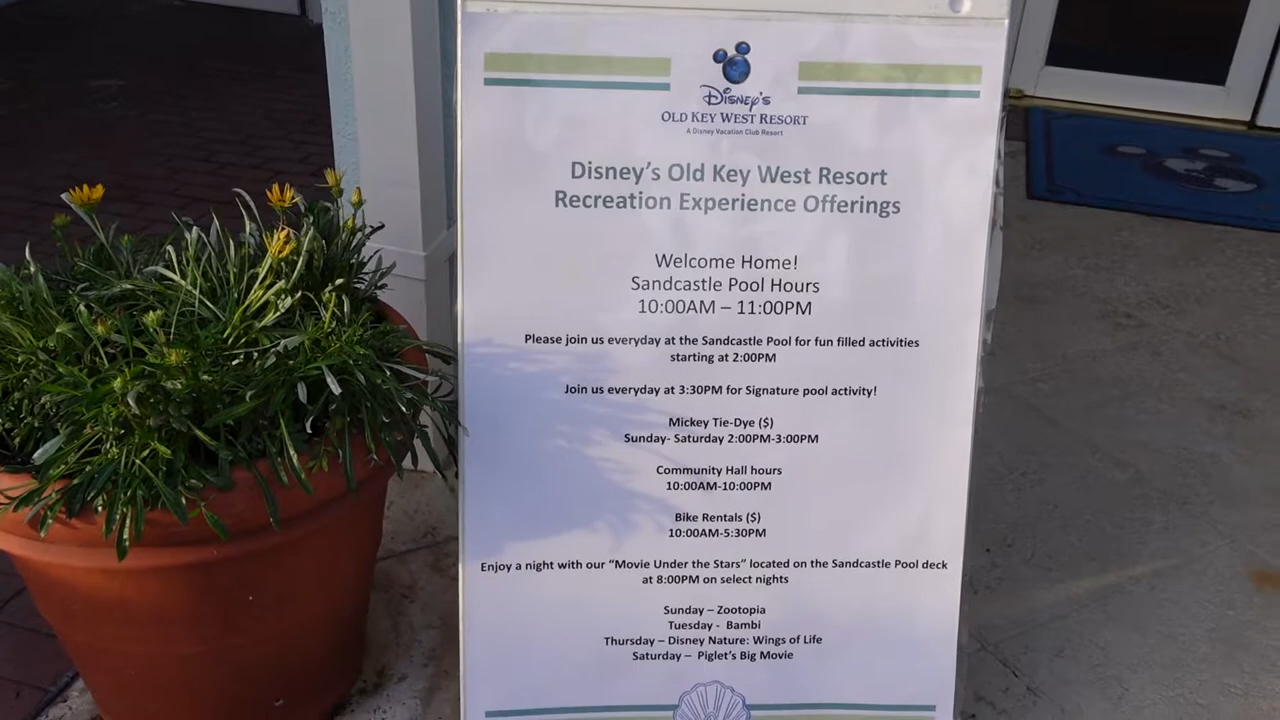 Disney's
Old Key West Resort
A Disney Vacation Club Resort
Disney's Old Key West Resort
Recreation Experience Offerings
Welcome Home!
Sandcastle Pool Hours
10:00AM – 11:00PM
Please join us everyday at the Sandcastle Pool for fun filled activities
starting at 2:00PM
Join us everyday at 3:30PM for Signature pool activity!
Mickey Tie-Dye ($)
Sunday- Saturday 2:00PM-3:00PM
Community Hall hours
10:00AM-10:00PM
Bike Rentals ($)
10:00AM-5:30PM
Enjoy a night with our "Movie Under the Stars" located on the Sandcastle Pool deck
at 8:00PM on select nights
Sunday – Zootopia
Tuesday - Bambi
Thursday – Disney Nature: Wings of Life
Saturday – Piglet's Big Movie